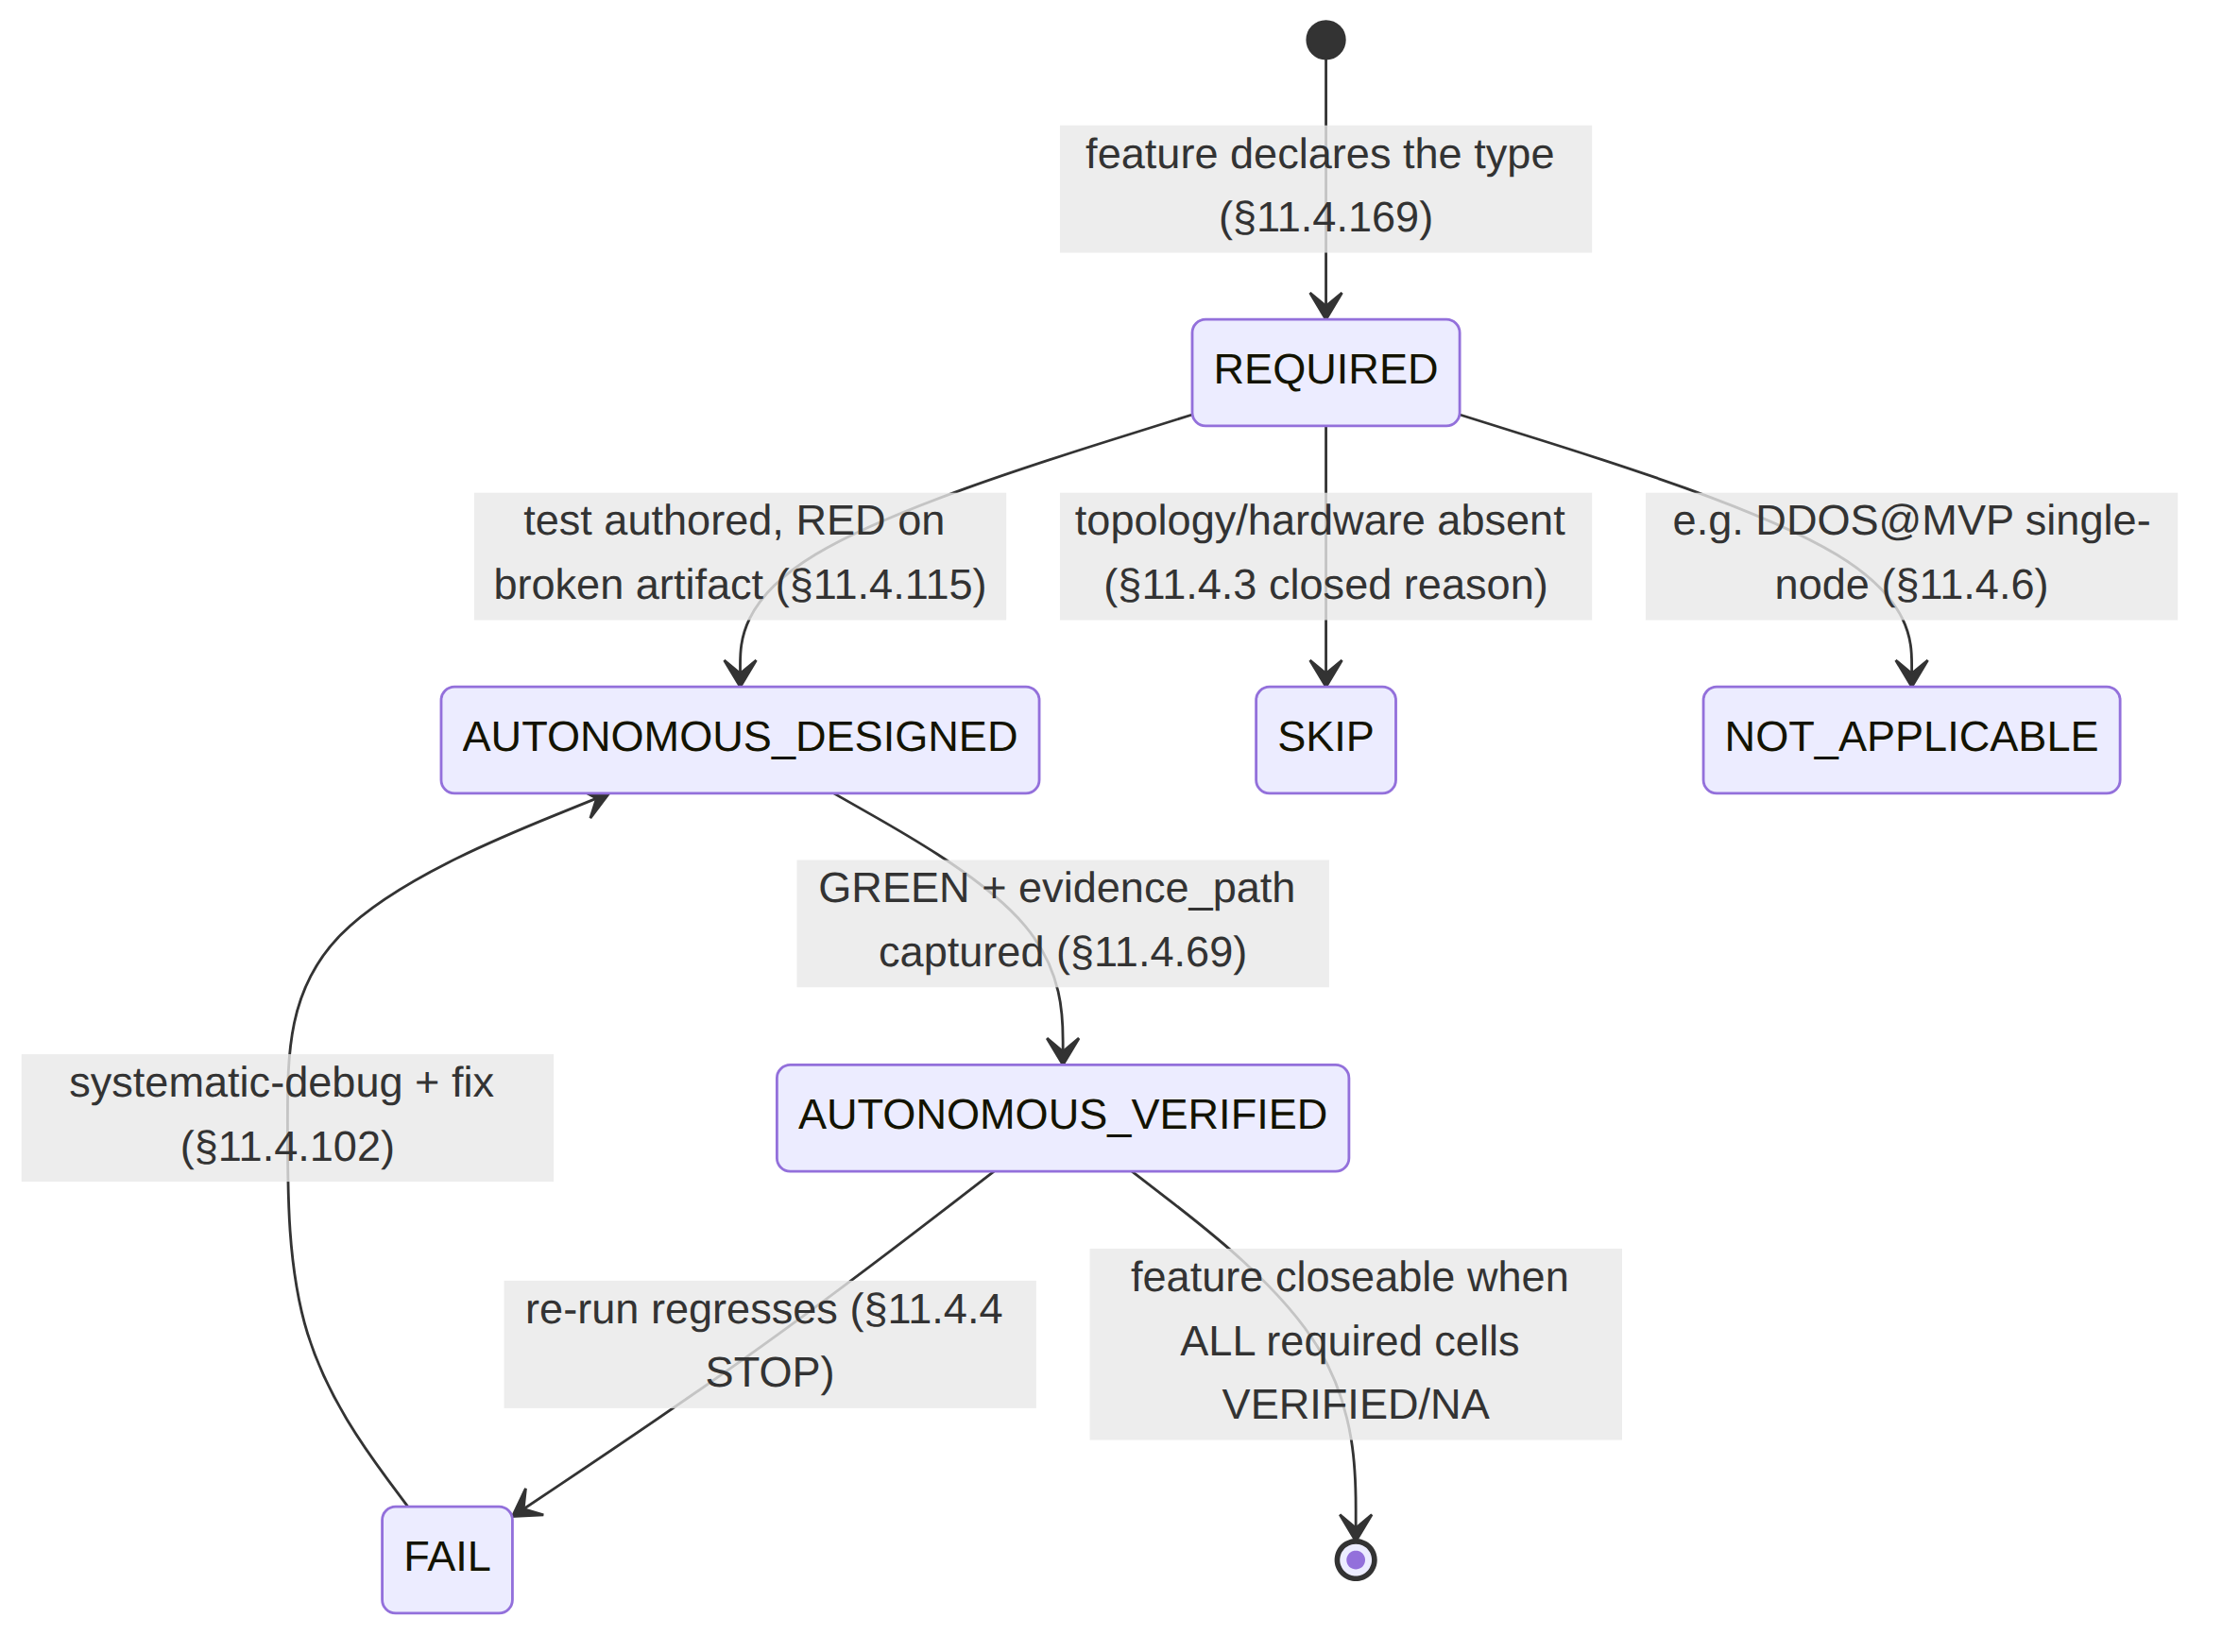 feature declares the type
(§11.4.169)
REQUIRED
test authored, RED on
broken artifact (§11.4.115)
topology/hardware absent
(§11.4.3 closed reason)
e.g. DDOS@MVP single-
node (§11.4.6)
AUTONOMOUS_DESIGNED
SKIP
NOT_APPLICABLE
GREEN + evidence_path
captured (§11.4.69)
systematic-debug + fix
(§11.4.102)
AUTONOMOUS_VERIFIED
re-run regresses (§11.4.4
STOP)
feature closeable when
ALL required cells
VERIFIED/NA
FAIL